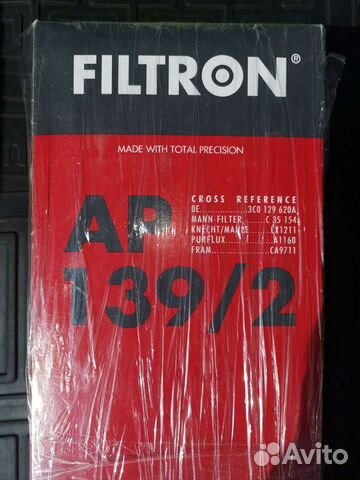 FILTRON®
MADE WITH TOTAL PRECISION
AP
139/2
CROSS REFERENCE
OE...............3C0 129 620A
MANN-FILTER.......C 35 154
KNECHT/MAHLE.......LX1211
PURFLUX.............A1160
FRAM...............CA9711
Avito